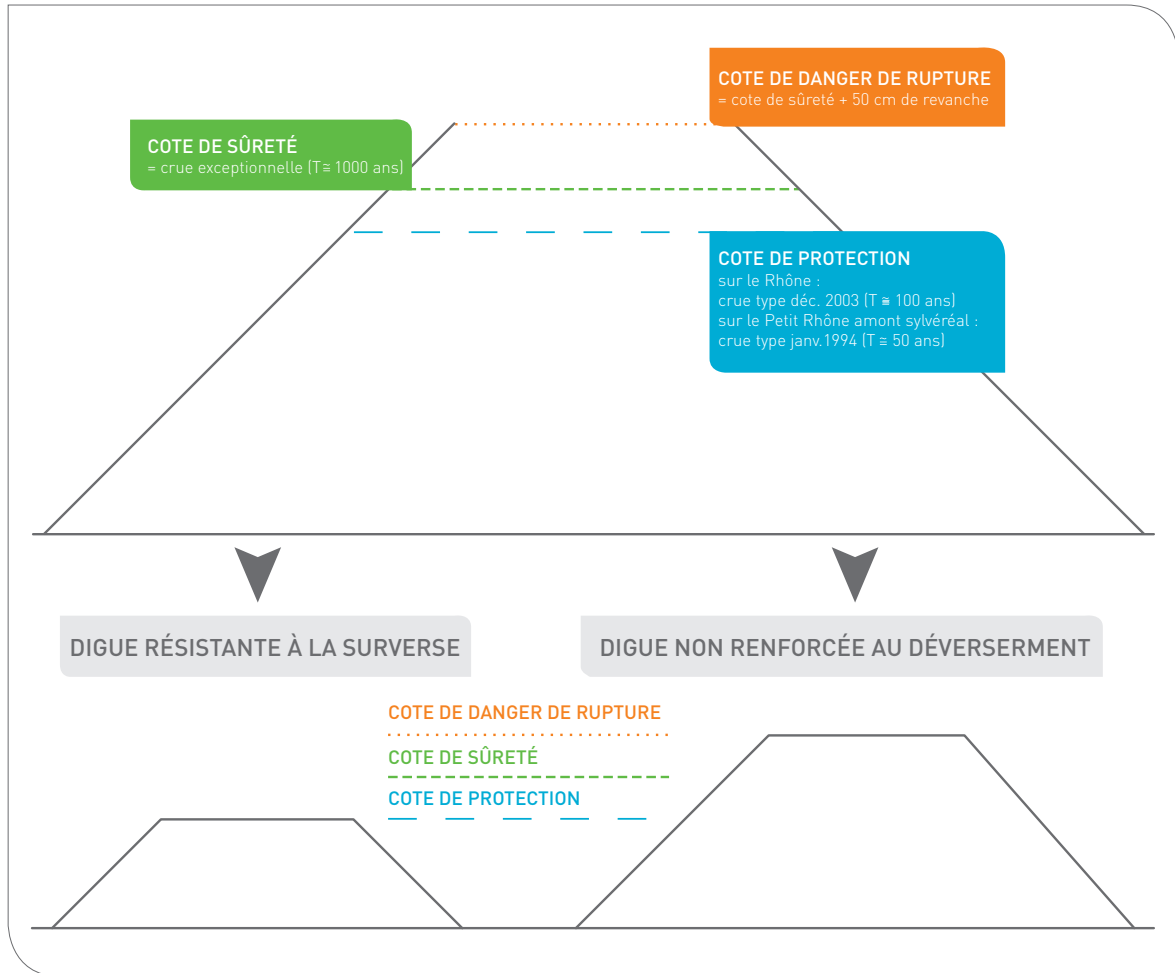 COTE DE DANGER DE RUPTURE
= cote de sûreté + 50 cm de revanche
COTE DE SÛRETÉ
= crue exceptionnelle (T ≅ 1000 ans)
COTE DE PROTECTION
sur le Rhône :
crue type déc. 2003 (T ≅ 100 ans)
sur le Petit Rhône amont sylvéréal :
crue type janv.1994 (T ≅ 50 ans)
DIGUE RÉSISTANTE À LA SURVERSE
DIGUE NON RENFORCÉE AU DÉVERSERMENT
COTE DE DANGER DE RUPTURE
COTE DE SÛRETÉ
COTE DE PROTECTION